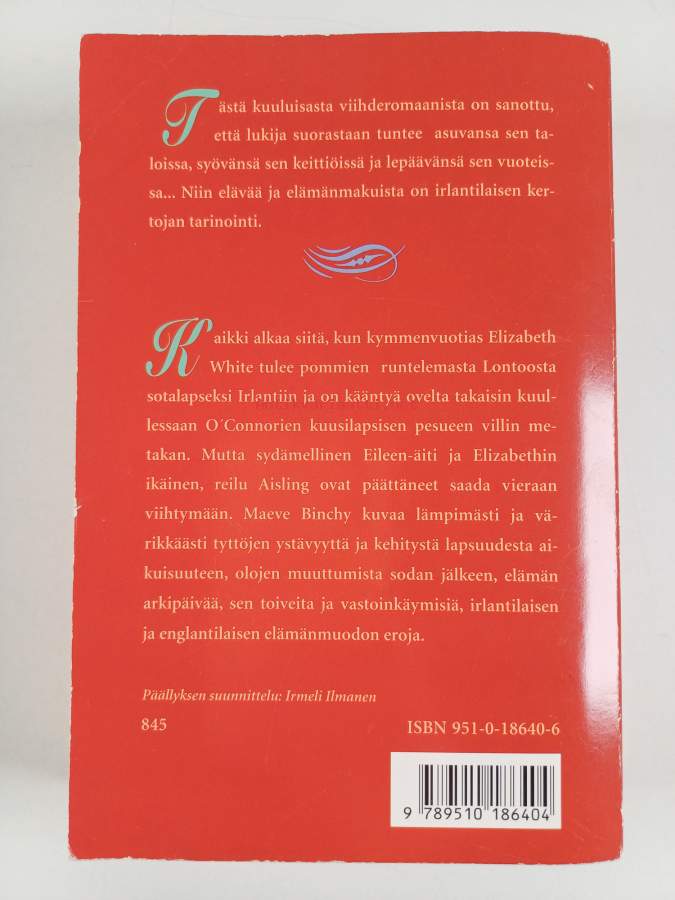 Tästä kuuluisasta viihderomaanista on sanottu,
että lukija suorastaan tuntee asuvansa sen ta-
loissa, syövänsä sen keittiöissä ja lepäävänsä sen vuoteis-
sa... Niin elävää ja elämänmakuista on irlantilaisen ker-
tojan tarinointi.
Kaikki alkaa siitä, kun kymmenvuotias Elizabeth
White tulee pommien runtelemasta Lontoosta
sotalapseksi Irlantiin ja on kääntyä ovelta takaisin kuul-
lessaan O´Connorien kuusilapsisen pesueen villin me-
takan. Mutta sydämellinen Eileen-äiti ja Elizabethin
ikäinen, reilu Aisling ovat päättäneet saada vieraan
viihtymään. Maeve Binchy kuvaa lämpimästi ja vä-
rikkäästi tyttöjen ystävyyttä ja kehitystä lapsuudesta ai-
kuisuuteen, olojen muuttumista sodan jälkeen, elämän
arkipäivää, sen toiveita ja vastoinkäymisiä, irlantilaisen
ja englantilaisen elämänmuodon eroja.
Päällyksen suunnittelu: Irmeli Ilmanen
845
ISBN 951-0-18640-6
9 789510 186404